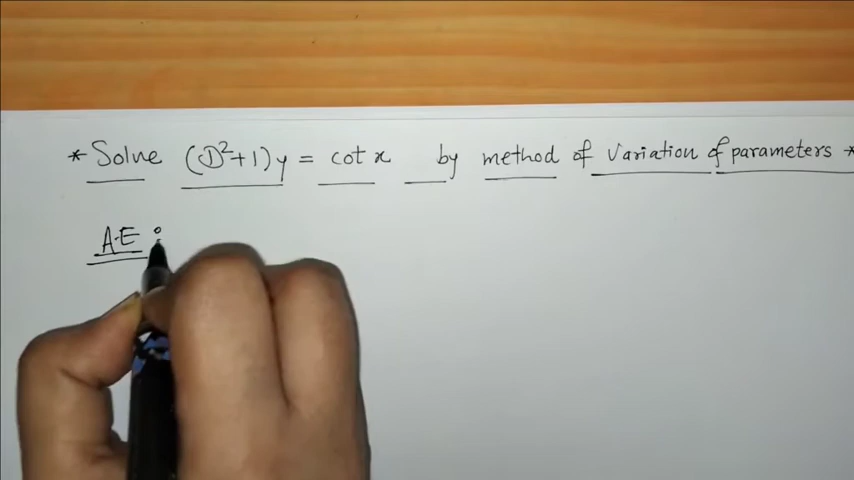 * Solve (D²+1)y = cot x by method of variation of parameters *
A.E :